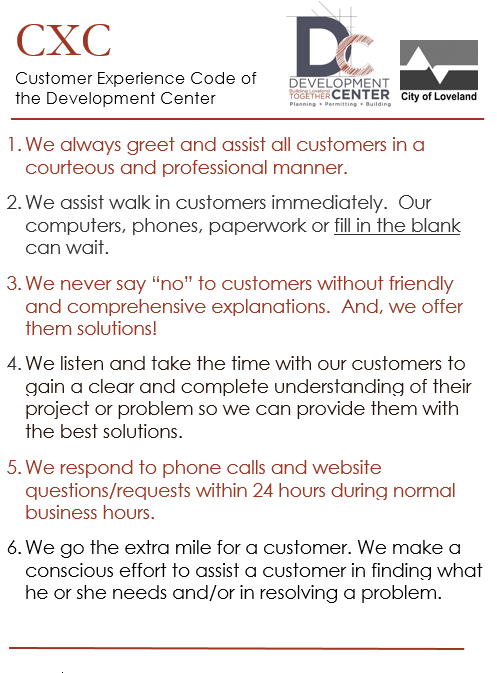 CXC
Customer Experience Code of
the Development Center
DC
DEVELOPMENT
Building Loveland
TOGETHER CENTER
Planning + Permitting + Building
City of Loveland
1. We always greet and assist all customers in a
courteous and professional manner.
2. We assist walk in customers immediately.  Our
computers, phones, paperwork or fill in the blank
can wait.
3. We never say “no” to customers without friendly
and comprehensive explanations.  And, we offer
them solutions!
4. We listen and take the time with our customers to
gain a clear and complete understanding of their
project or problem so we can provide them with
the best solutions.
5. We respond to phone calls and website
questions/requests within 24 hours during normal
business hours.
6. We go the extra mile for a customer. We make a
conscious effort to assist a customer in finding what
he or she needs and/or in resolving a problem.